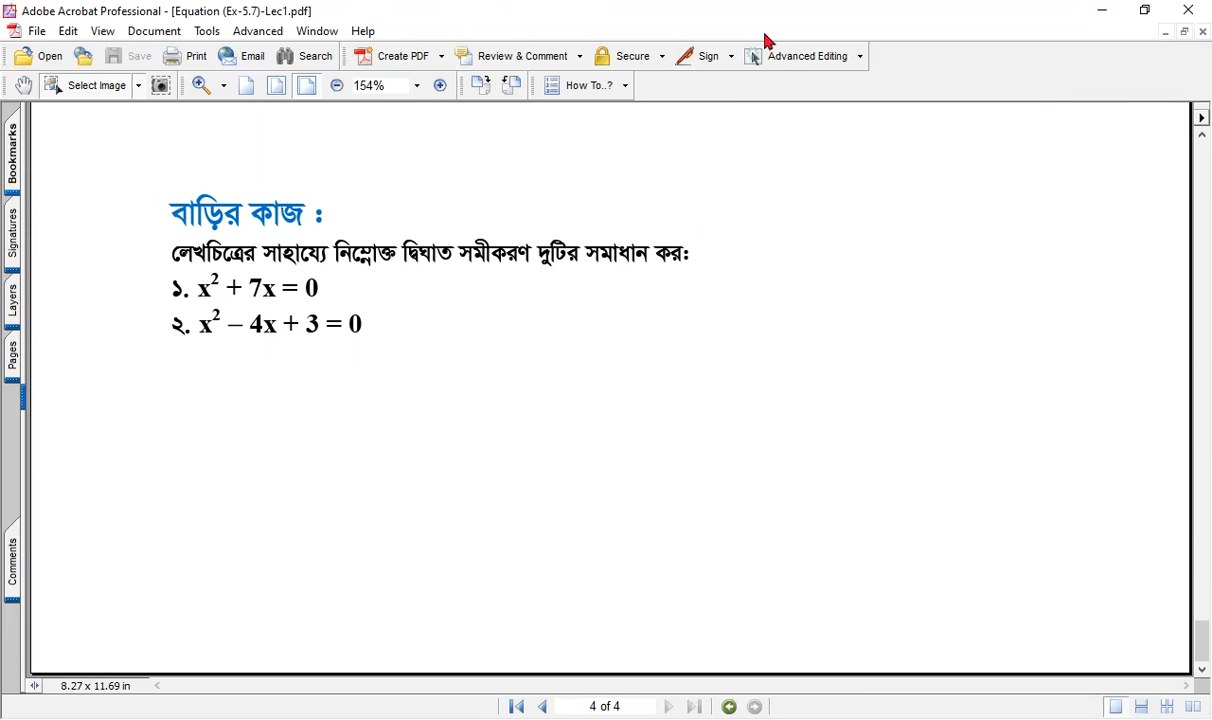 Adobe Acrobat Professional - [Equation (Ex-5.7)-Lec1.pdf]
File Edit View Document Tools Advanced Window Help
Open Save Print Email Search Create PDF Review & Comment Secure Sign Advanced Editing
Select Image 154% How To..?
Bookmarks
Signatures
Layers
Pages
Comments
বাড়ির কাজ :
লেখচিত্রের সাহায্যে নিম্নোক্ত দ্বিঘাত সমীকরণ দুটির সমাধান কর:
১. x² + 7x = 0
২. x² – 4x + 3 = 0
8.27 x 11.69 in
4 of 4